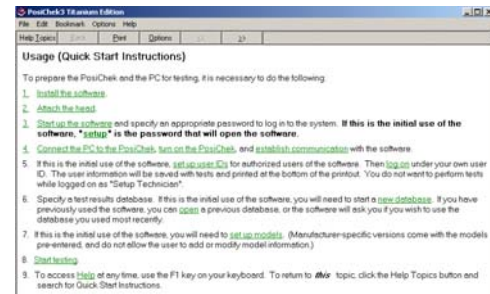 PosiChek3 Titanium Edition
File Edit Bookmark Options Help
Help Topics Back Print Options << >>
Usage (Quick Start Instructions)
To prepare the PosiChek and the PC for testing, it is necessary to do the following:
1. Install the software.
2. Attach the head.
3. Start up the software and specify an appropriate password to log in to the system. If this is the initial use of the
software, "setup" is the password that will open the software.
4. Connect the PC to the PosiChek, turn on the PosiChek, and establish communication with the software.
5. If this is the initial use of the software, set up user IDs for authorized users of the software. Then log on under your own user
ID. The user information will be saved with tests and printed at the bottom of the printout. You do not want to perform tests
while logged on as "Setup Technician".
6. Specify a test results database. If this is the initial use of the software, you will need to start a new database. If you have
previously used the software, you can open a previous database, or the software will ask you if you wish to use the
database you used most recently.
7. If this is the initial use of the software, you will need to set up models. (Manufacturer-specific versions come with the models
pre-entered, and do not allow the user to add or modify model information.)
8. Start testing.
9. To access Help at any time, use the F1 key on your keyboard. To return to this topic, click the Help Topics button and
search for Quick Start Instructions.